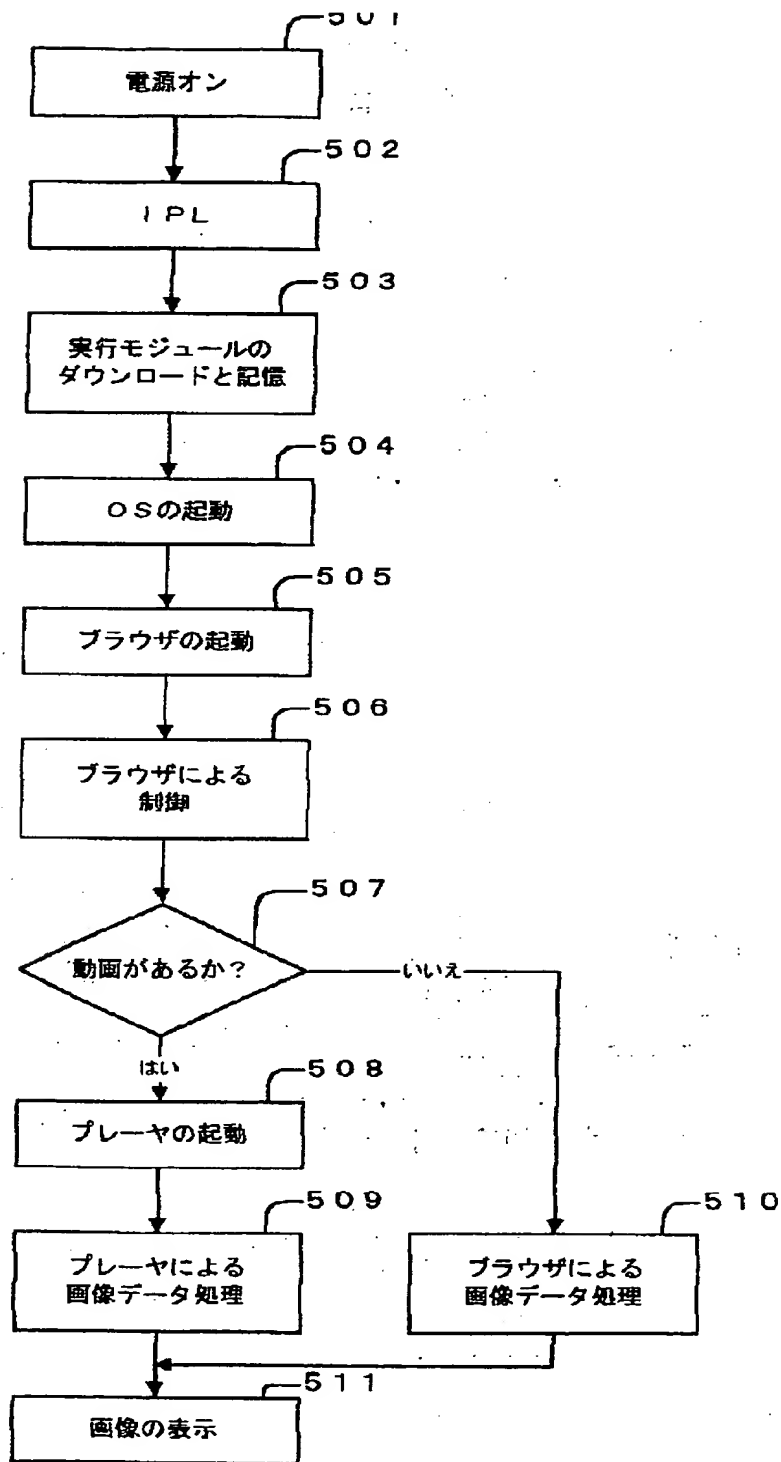 ５０１
電源オン
５０２
ＩＰＬ
５０３
実行モジュールの
ダウンロードと記憶
５０４
ＯＳの起動
５０５
ブラウザの起動
５０６
ブラウザによる
制御
５０７
動画があるか？
いいえ
はい
５０８
プレーヤの起動
５０９
プレーヤによる
画像データ処理
５１０
ブラウザによる
画像データ処理
５１１
画像の表示